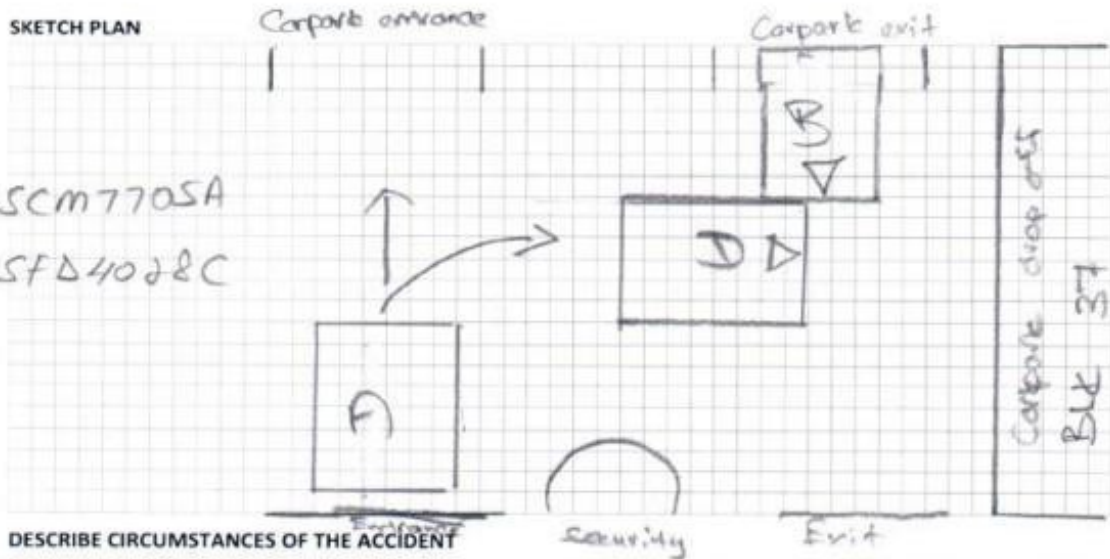 SKETCH PLAN
Carpark entrance
Carpark exit
B
SCM7705A
SFD4028C
D
D
Carpark drop off
Blk 37
Entrance
security
Exit
DESCRIBE CIRCUMSTANCES OF THE ACCIDENT